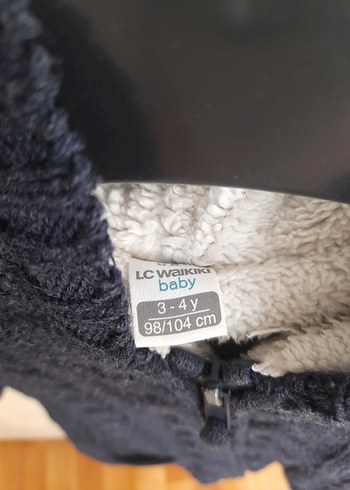 LC WAIKIKI
baby
3 - 4 y
98/104 cm